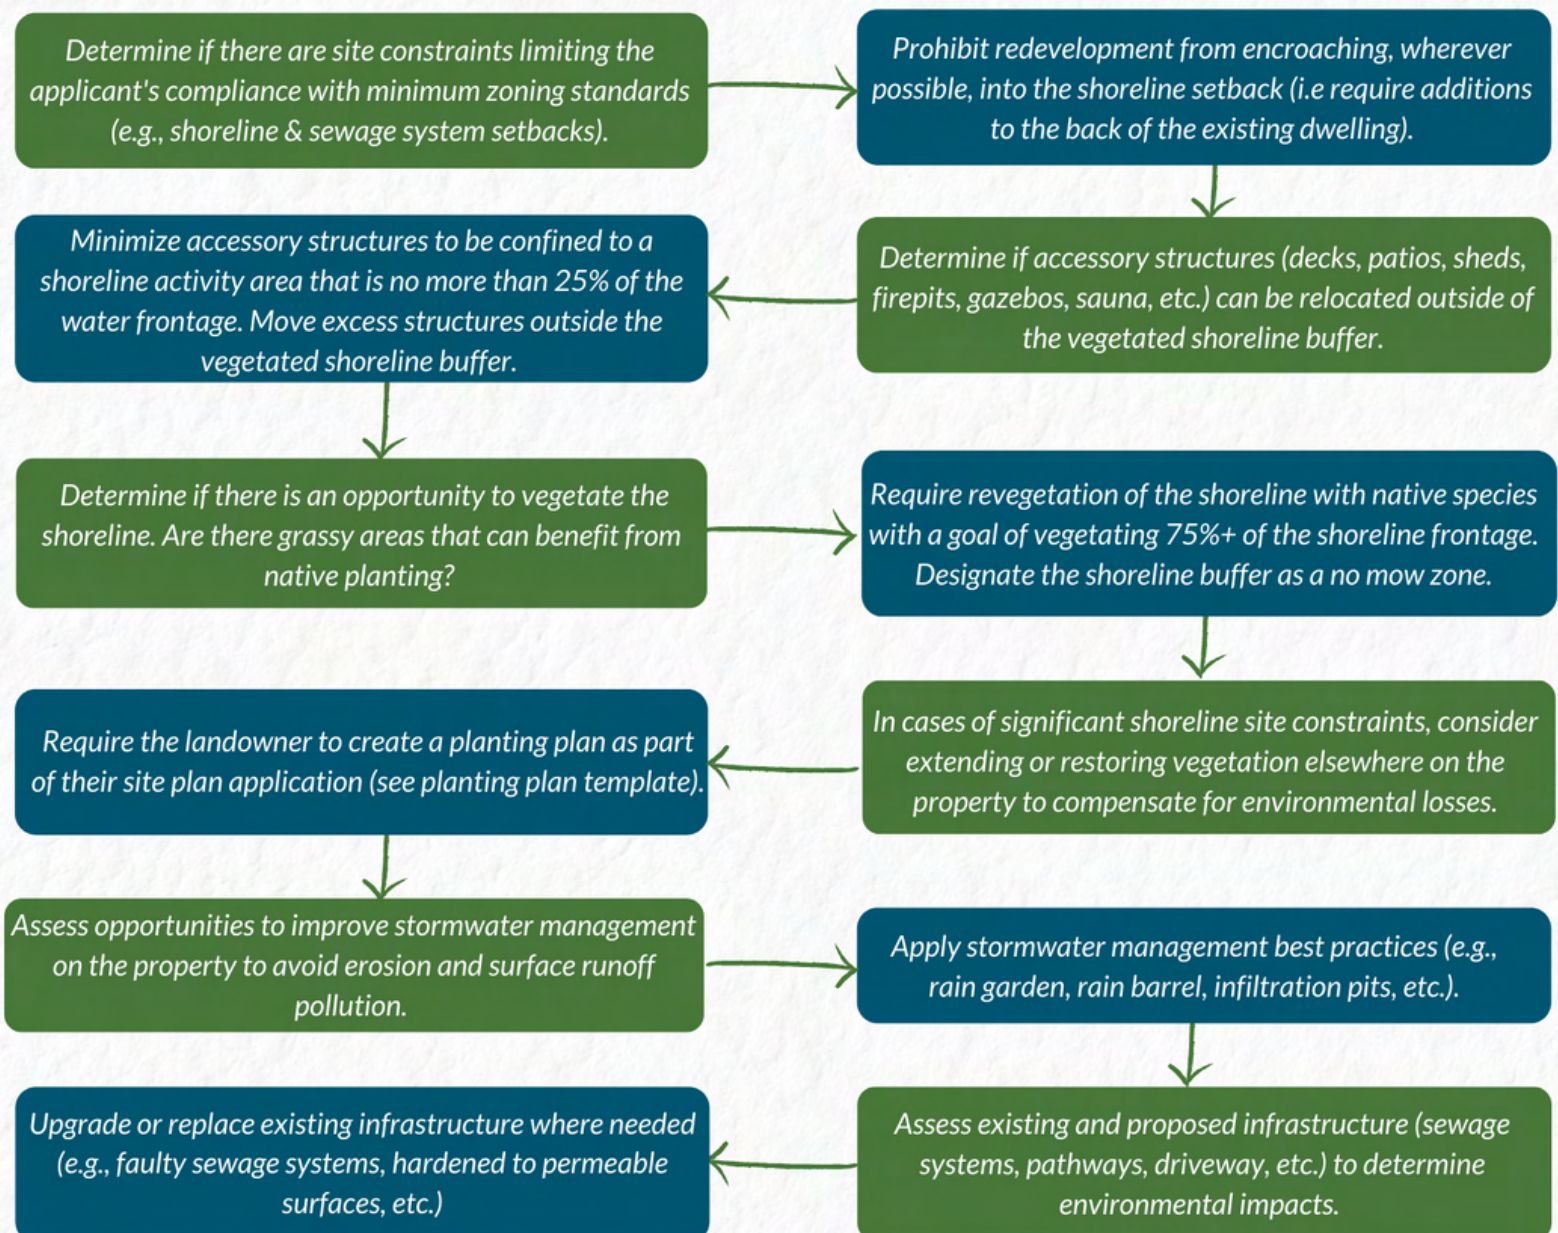 Determine if there are site constraints limiting the
applicant's compliance with minimum zoning standards
(e.g., shoreline & sewage system setbacks).
Prohibit redevelopment from encroaching, wherever
possible, into the shoreline setback (i.e require additions
to the back of the existing dwelling).
Determine if accessory structures (decks, patios, sheds,
firepits, gazebos, sauna, etc.) can be relocated outside of
the vegetated shoreline buffer.
Minimize accessory structures to be confined to a
shoreline activity area that is no more than 25% of the
water frontage. Move excess structures outside the
vegetated shoreline buffer.
Determine if there is an opportunity to vegetate the
shoreline. Are there grassy areas that can benefit from
native planting?
Require revegetation of the shoreline with native species
with a goal of vegetating 75%+ of the shoreline frontage.
Designate the shoreline buffer as a no mow zone.
In cases of significant shoreline site constraints, consider
extending or restoring vegetation elsewhere on the
property to compensate for environmental losses.
Require the landowner to create a planting plan as part
of their site plan application (see planting plan template).
Assess opportunities to improve stormwater management
on the property to avoid erosion and surface runoff
pollution.
Apply stormwater management best practices (e.g.,
rain garden, rain barrel, infiltration pits, etc.).
Assess existing and proposed infrastructure (sewage
systems, pathways, driveway, etc.) to determine
environmental impacts.
Upgrade or replace existing infrastructure where needed
(e.g., faulty sewage systems, hardened to permeable
surfaces, etc.)